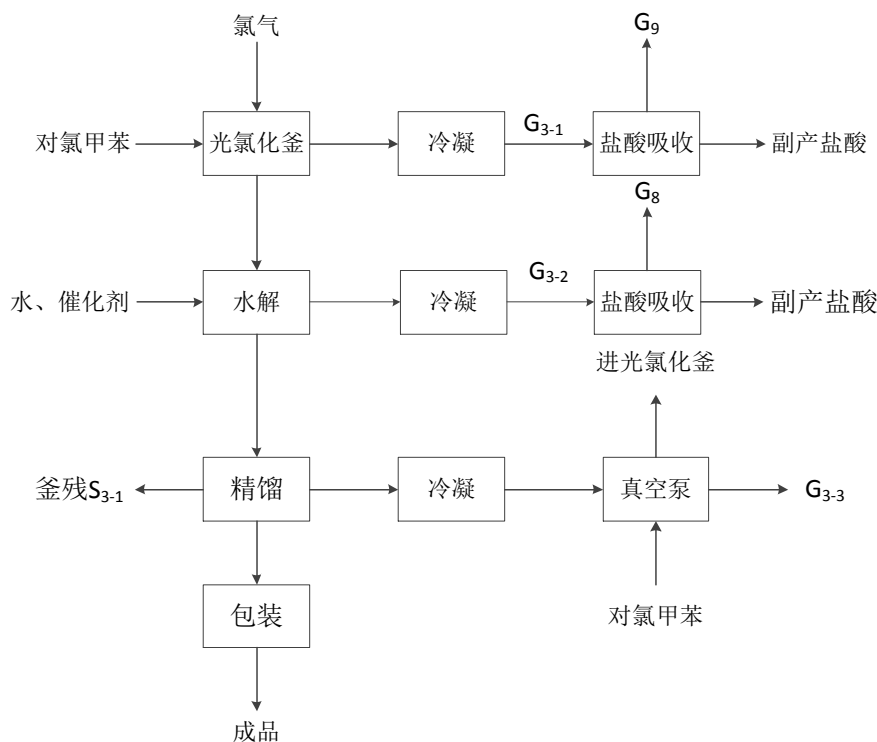 氯气
G9
对氯甲苯
光氯化釜
冷凝
G3-1
盐酸吸收
副产盐酸
G8
水、催化剂
水解
冷凝
G3-2
盐酸吸收
副产盐酸
进光氯化釜
釜残S3-1
精馏
冷凝
真空泵
G3-3
包装
对氯甲苯
成品